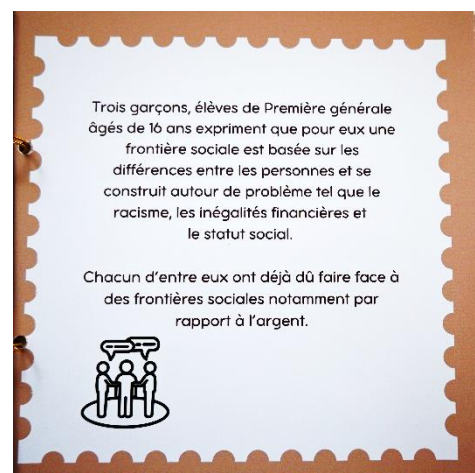 Trois garçons, élèves de Première générale
âgés de 16 ans expriment que pour eux une
frontière sociale est basée sur les
différences entre les personnes et se
construit autour de problème tel que le
racisme, les inégalités financières et
le statut social.
Chacun d'entre eux ont déjà dû faire face à
des frontières sociales notamment par
rapport à l'argent.